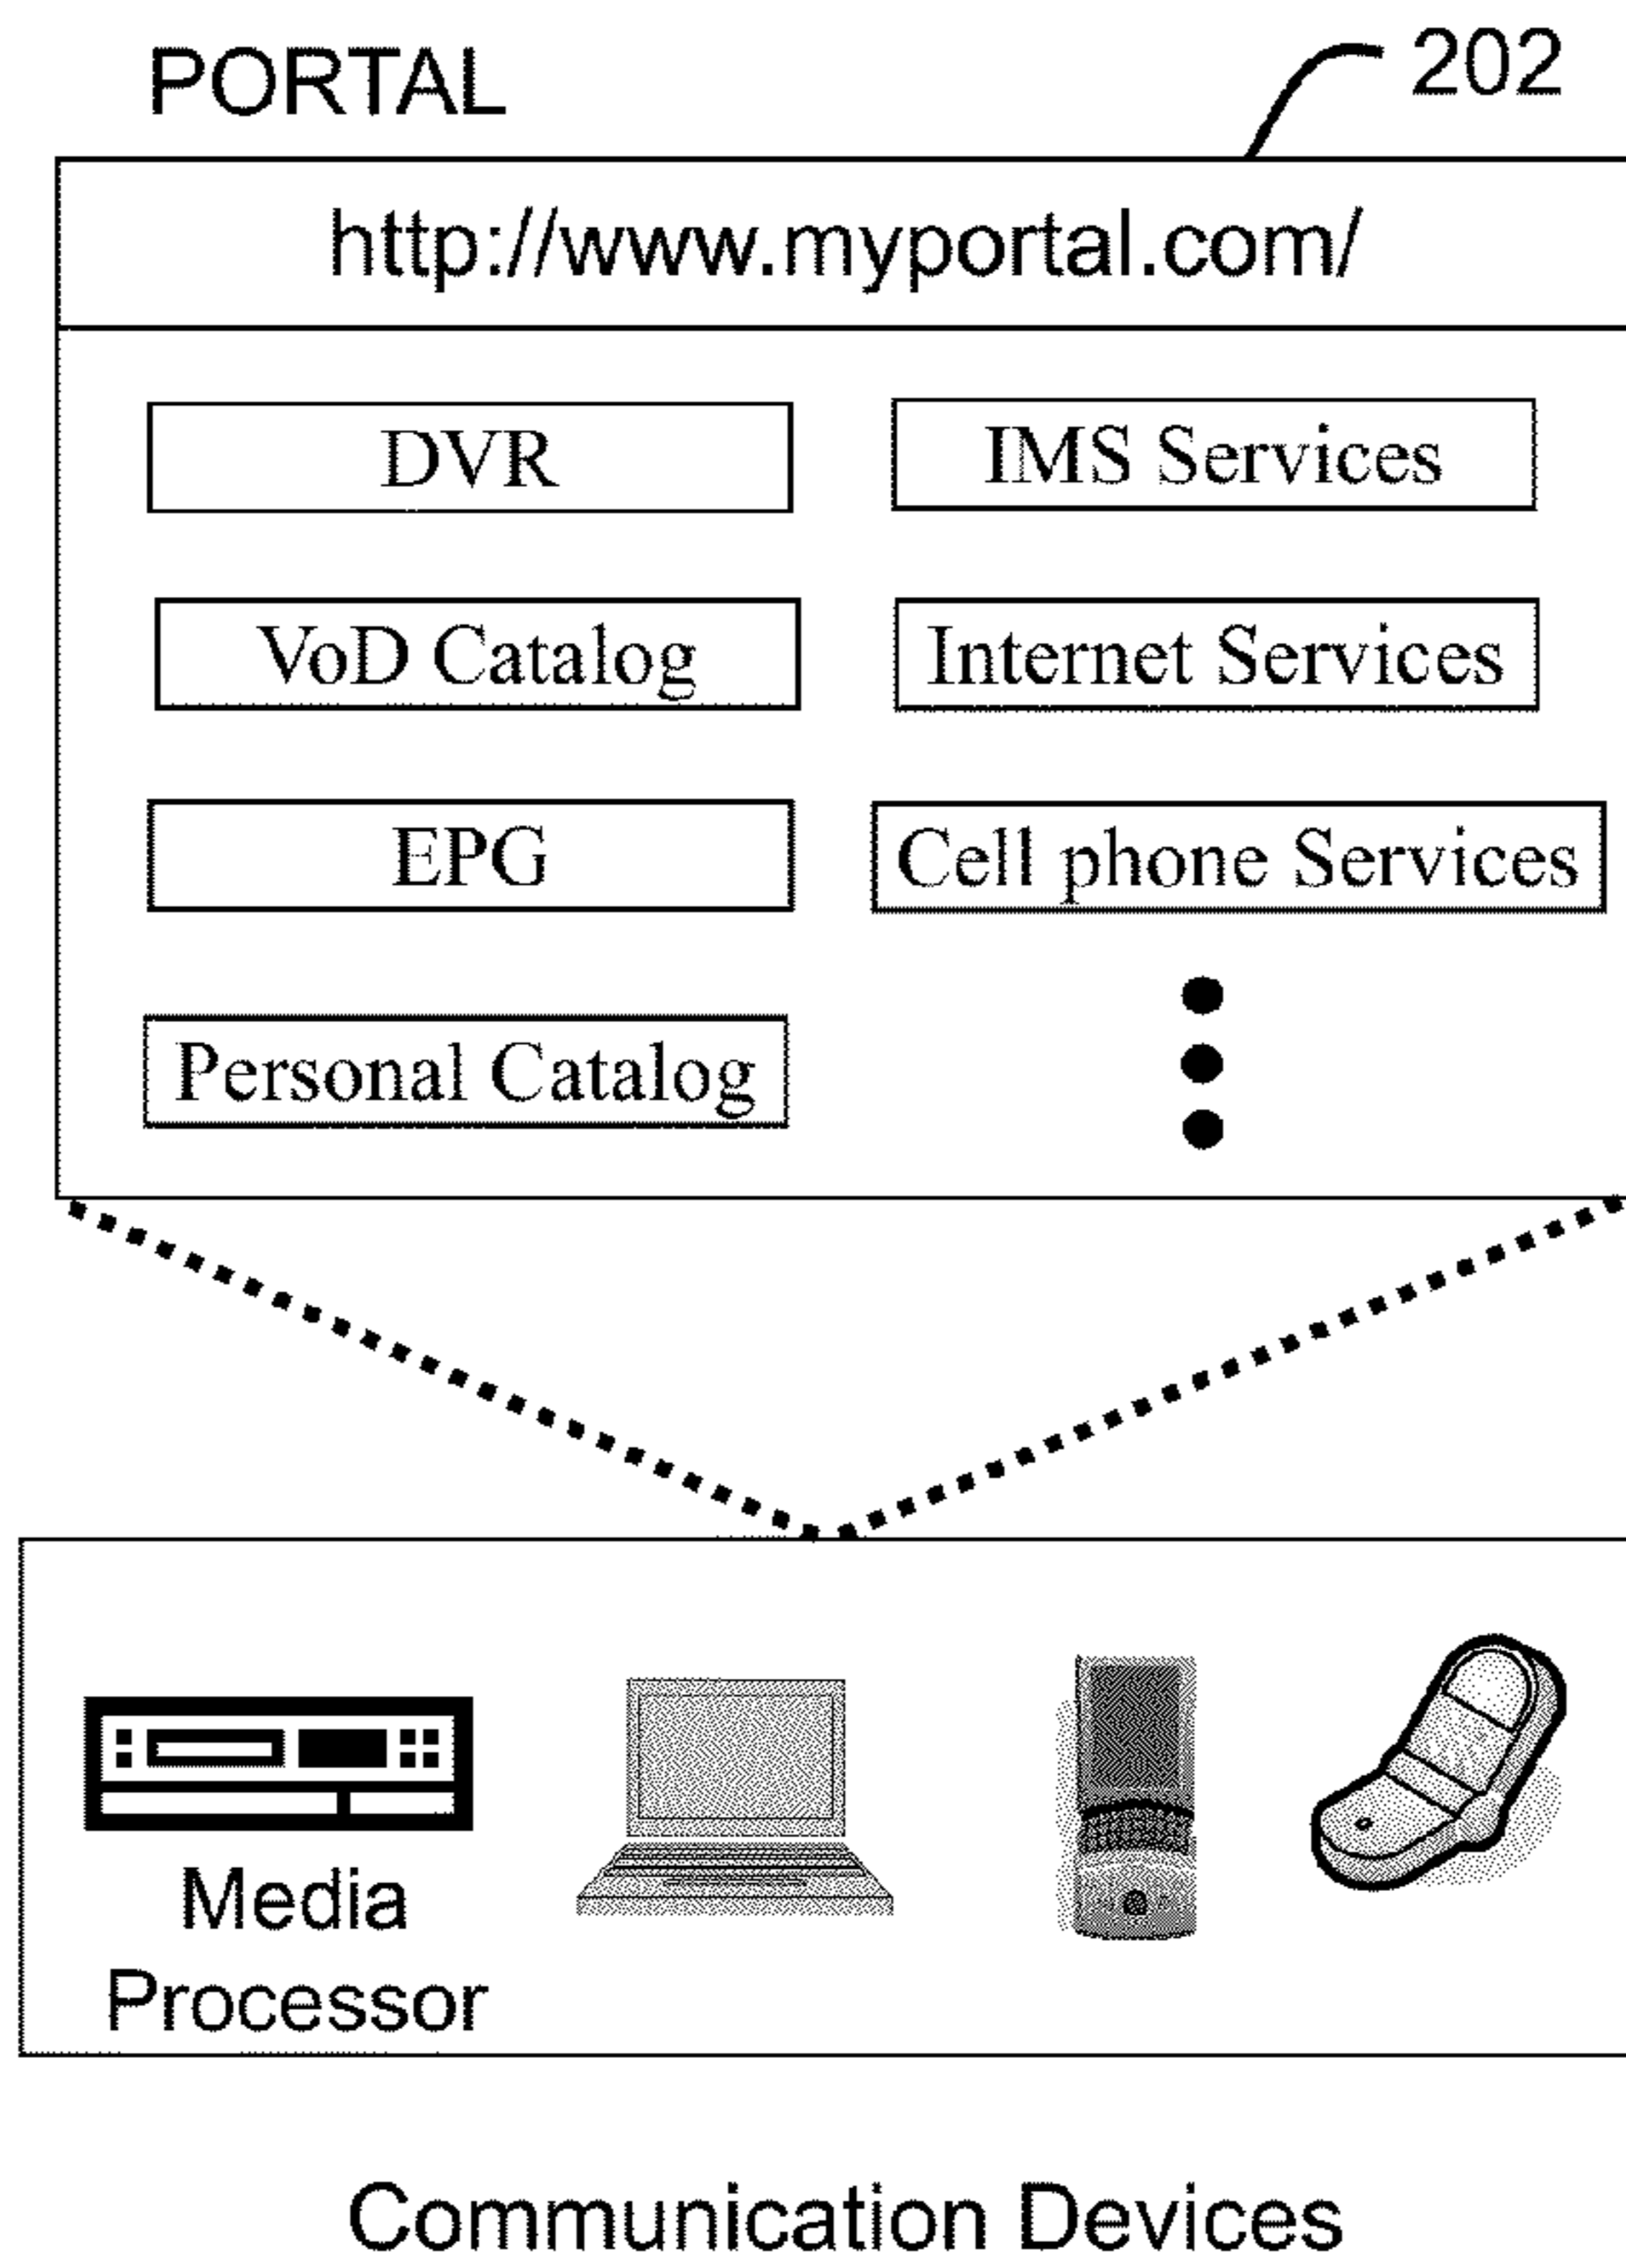 PORTAL
202
http://www.myportal.com/
DVR
IMS Services
VoD Catalog
Internet Services
EPG
Cell phone Services
Personal Catalog
Media
Processor
Communication Devices